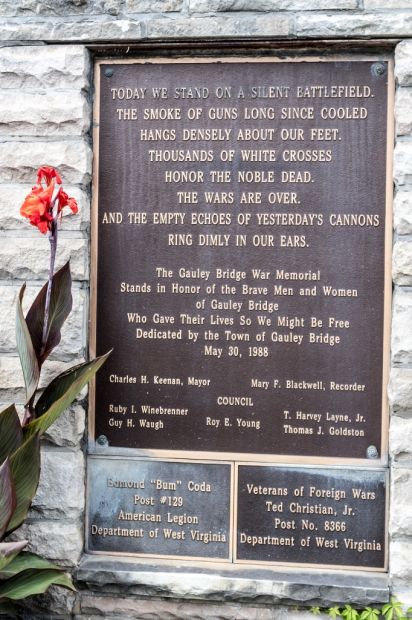 TODAY WE STAND ON A SILENT BATTLEFIELD.
THE SMOKE OF GUNS LONG SINCE COOLED
HANGS DENSELY ABOUT OUR FEET.
THOUSANDS OF WHITE CROSSES
HONOR THE NOBLE DEAD.
THE WARS ARE OVER.
AND THE EMPTY ECHOES OF YESTERDAY'S CANNONS
RING DIMLY IN OUR EARS.
The Gauley Bridge War Memorial
Stands in Honor of the Brave Men and Women
of Gauley Bridge
Who Gave Their Lives So We Might Be Free
Dedicated by the Town of Gauley Bridge
May 30, 1988
Charles H. Keenan, Mayor
Mary F. Blackwell, Recorder
COUNCIL
Ruby I. Winebrenner
T. Harvey Layne, Jr.
Guy H. Waugh
Roy E. Young
Thomas J. Goldston
Edmond "Bum" Coda
Post #129
American Legion
Department of West Virginia
Veterans of Foreign Wars
Ted Christian, Jr.
Post No. 8366
Department of West Virginia